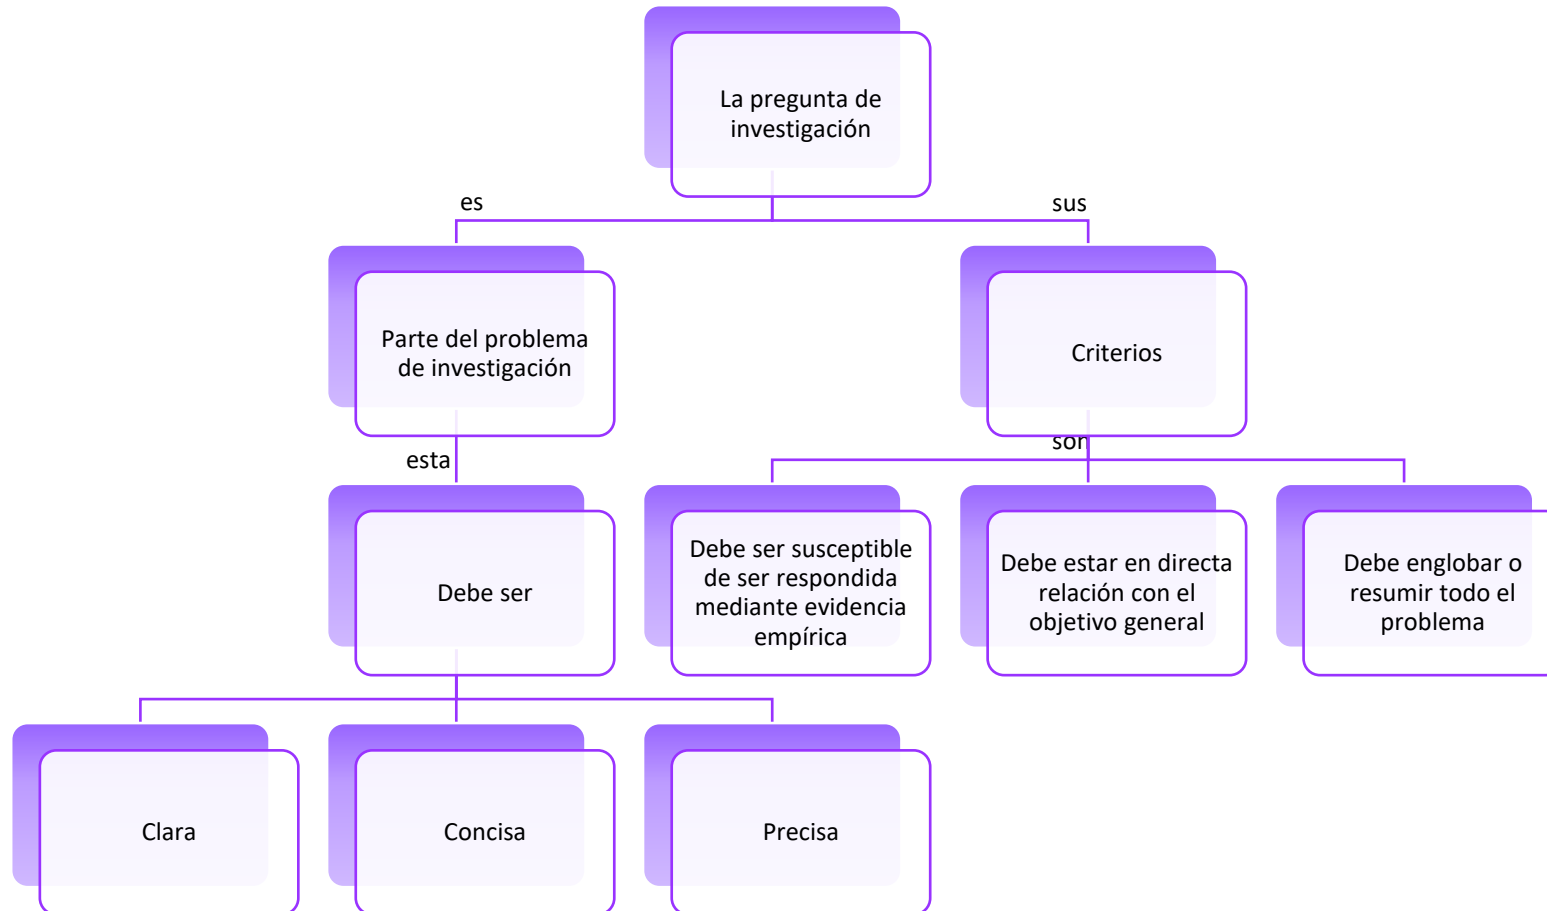 La pregunta de
investigación
es
sus
Parte del problema
de investigación
Criterios
esta
son
Debe ser
Debe ser susceptible
de ser respondida
mediante evidencia
empírica
Debe estar en directa
relación con el
objetivo general
Debe englobar o
resumir todo el
problema
Clara
Concisa
Precisa